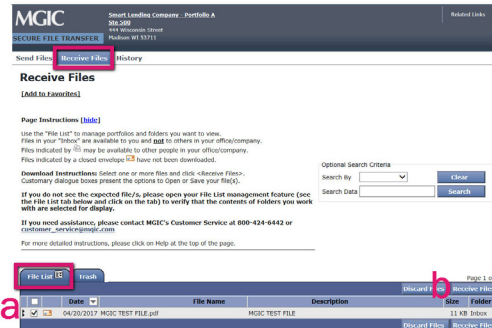 MGIC
Smart Lending Company - Portfolio A
Related Links
Ste 500
444 Wisconsin Street
SECURE FILE TRANSFER
Madison WI 53711
Send Files
Receive Files
History
Receive Files
[Add to Favorites]
Page Instructions [hide]
Use the "File List" to manage portfolios and folders you want to view.
Files in your "Inbox" are available to you and not to others in your office/company.
Files indicated by may be available to other people in your office/company.
Files indicated by a closed envelope have not been downloaded.
Download Instructions: Select one or more files and click <Receive Files>.
Customary dialogue boxes present the options to Open or Save your file(s).
If you do not see the expected file/s, please open your File List management feature (see
the File List tab below and click on the tab) to verify that the contents of Folders you work
with are selected for display.
If you need assistance, please contact MGIC's Customer Service at 800-424-6442 or
customer_service@mgic.com
For more detailed instructions, please click on Help at the top of the page.
Optional Search Criteria
Search By
Clear
Search Data
Search
File List
Trash
b
Page 1 o
Discard Files
Receive File
a
Date
File Name
Description
Size
Folder
04/20/2017
MGIC TEST FILE.pdf
MGIC TEST FILE
11 KB
Inbox
Discard Files
Receive File